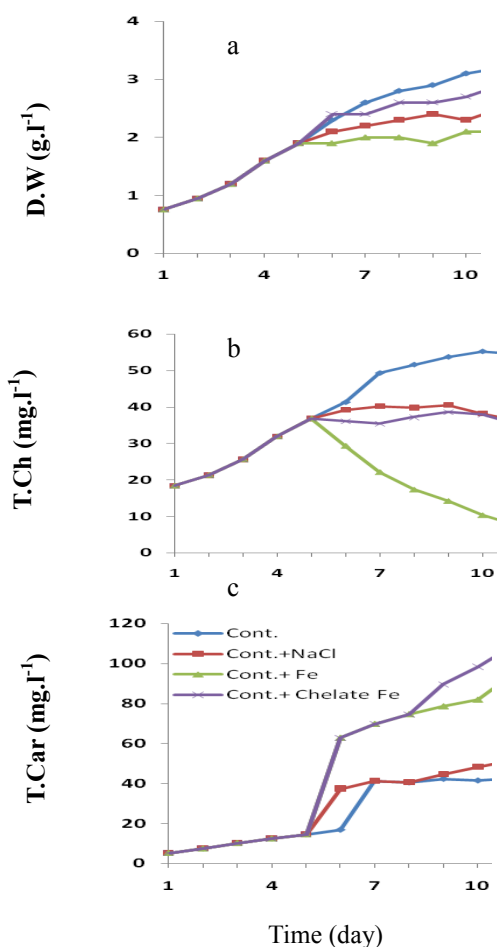 a
4
3
2
1
0
D.W (g.l⁻¹)
1 4 7 10
b
60
50
40
30
20
10
0
T.Ch (mg.l⁻¹)
1 4 7 10
c
120
100
80
60
40
20
0
T.Car (mg.l⁻¹)
Cont.
Cont.+NaCl
Cont.+ Fe
Cont.+ Chelate Fe
1 4 7 10
Time (day)